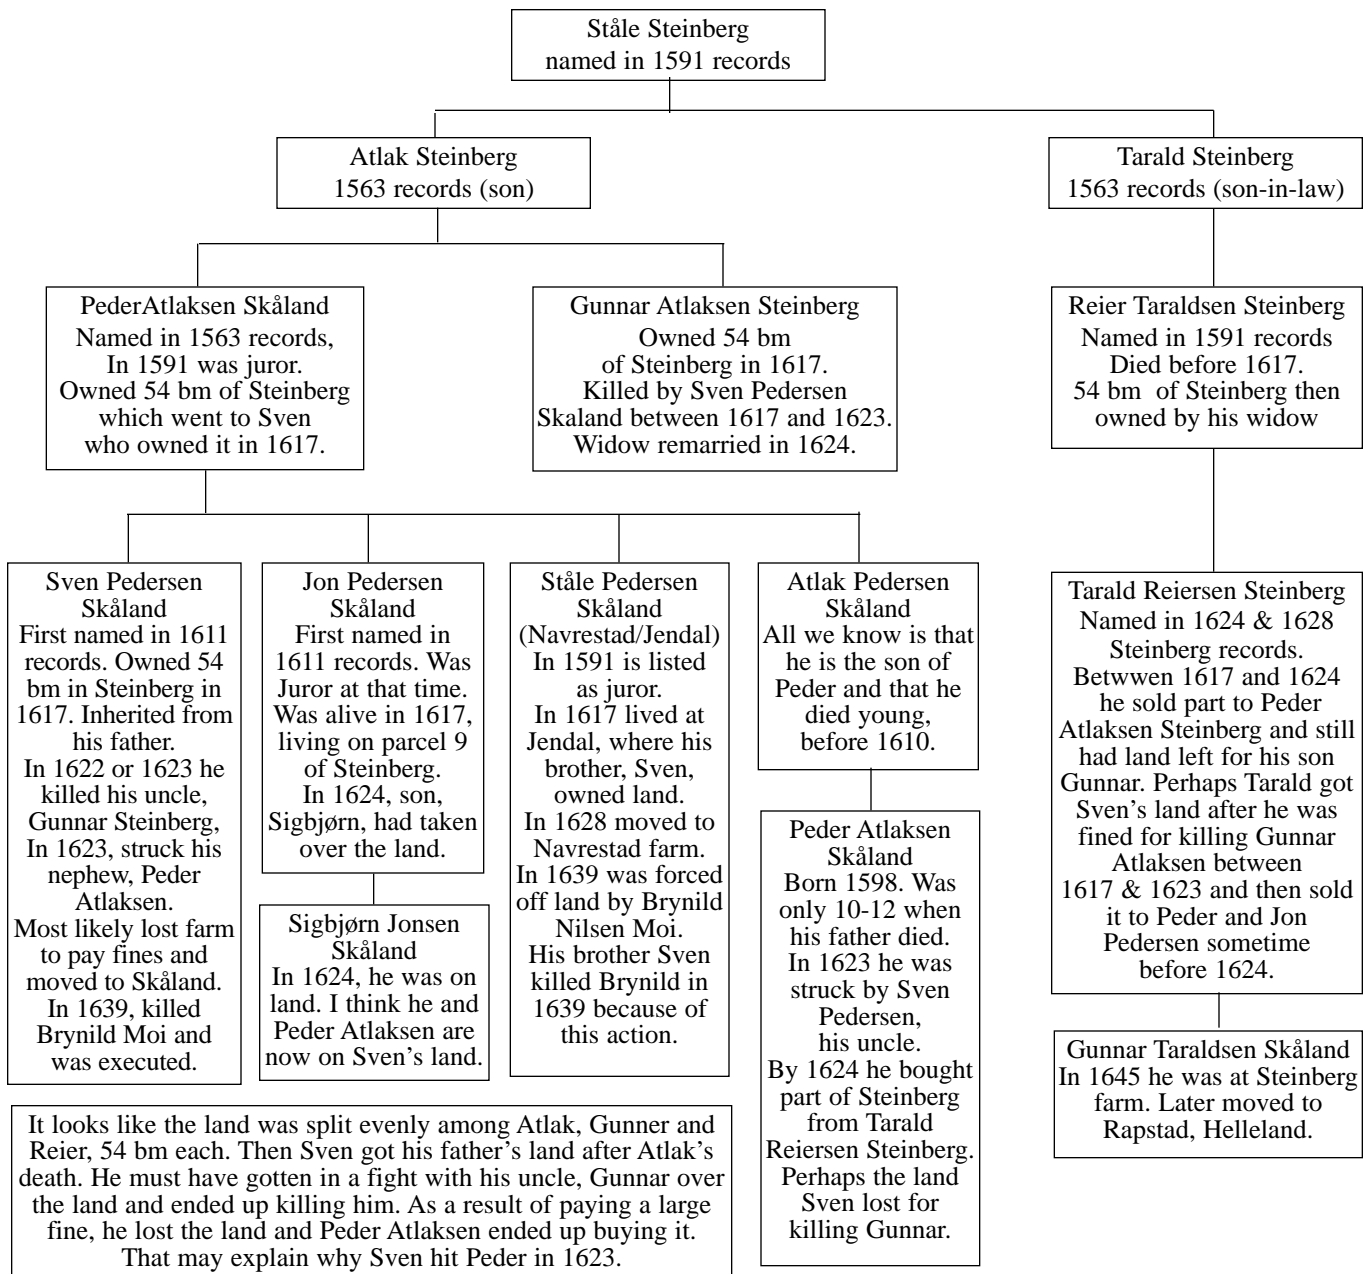 Ståle Steinberg
named in 1591 records
Atlak Steinberg
1563 records (son)
Tarald Steinberg
1563 records (son-in-law)
PederAtlaksen Skåland
Named in 1563 records,
In 1591 was juror.
Owned 54 bm of Steinberg
which went to Sven
who owned it in 1617.
Gunnar Atlaksen Steinberg
Owned 54 bm
of Steinberg in 1617.
Killed by Sven Pedersen
Skaland between 1617 and 1623.
Widow remarried in 1624.
Reier Taraldsen Steinberg
Named in 1591 records
Died before 1617.
54 bm of Steinberg then
owned by his widow
Sven Pedersen
Skåland
First named in 1611
records. Owned 54
bm in Steinberg in
1617. Inherited from
his father.
In 1622 or 1623 he
killed his uncle,
Gunnar Steinberg,
In 1623, struck his
nephew, Peder
Atlaksen.
Most likely lost farm
to pay fines and
moved to Skåland.
In 1639, killed
Brynild Moi and
was executed.
Jon Pedersen
Skåland
First named in
1611 records. Was
Juror at that time.
Was alive in 1617,
living on parcel 9
of Steinberg.
In 1624, son,
Sigbjørn, had taken
over the land.
Sigbjørn Jonsen
Skåland
In 1624, he was on
land. I think he and
Peder Atlaksen are
now on Sven's land.
Ståle Pedersen
Skåland
(Navrestad/Jendal)
In 1591 is listed
as juror.
In 1617 lived at
Jendal, where his
brother, Sven,
owned land.
In 1628 moved to
Navrestad farm.
In 1639 was forced
off land by Brynild
Nilsen Moi.
His brother Sven
killed Brynild in
1639 because of
this action.
Atlak Pedersen
Skåland
All we know is that
he is the son of
Peder and that he
died young,
before 1610.
Peder Atlaksen
Skåland
Born 1598. Was
only 10-12 when
his father died.
In 1623 he was
struck by Sven
Pedersen,
his uncle.
By 1624 he bought
part of Steinberg
from Tarald
Reiersen Steinberg.
Perhaps the land
Sven lost for
killing Gunnar.
Tarald Reiersen Steinberg
Named in 1624 & 1628
Steinberg records.
Betwwen 1617 and 1624
he sold part to Peder
Atlaksen Steinberg and still
had land left for his son
Gunnar. Perhaps Tarald got
Sven's land after he was
fined for killing Gunnar
Atlaksen between
1617 & 1623 and then sold
it to Peder and Jon
Pedersen sometime
before 1624.
Gunnar Taraldsen Skåland
In 1645 he was at Steinberg
farm. Later moved to
Rapstad, Helleland.
It looks like the land was split evenly among Atlak, Gunner and
Reier, 54 bm each. Then Sven got his father's land after Atlak's
death. He must have gotten in a fight with his uncle, Gunnar over
the land and ended up killing him. As a result of paying a large
fine, he lost the land and Peder Atlaksen ended up buying it.
That may explain why Sven hit Peder in 1623.